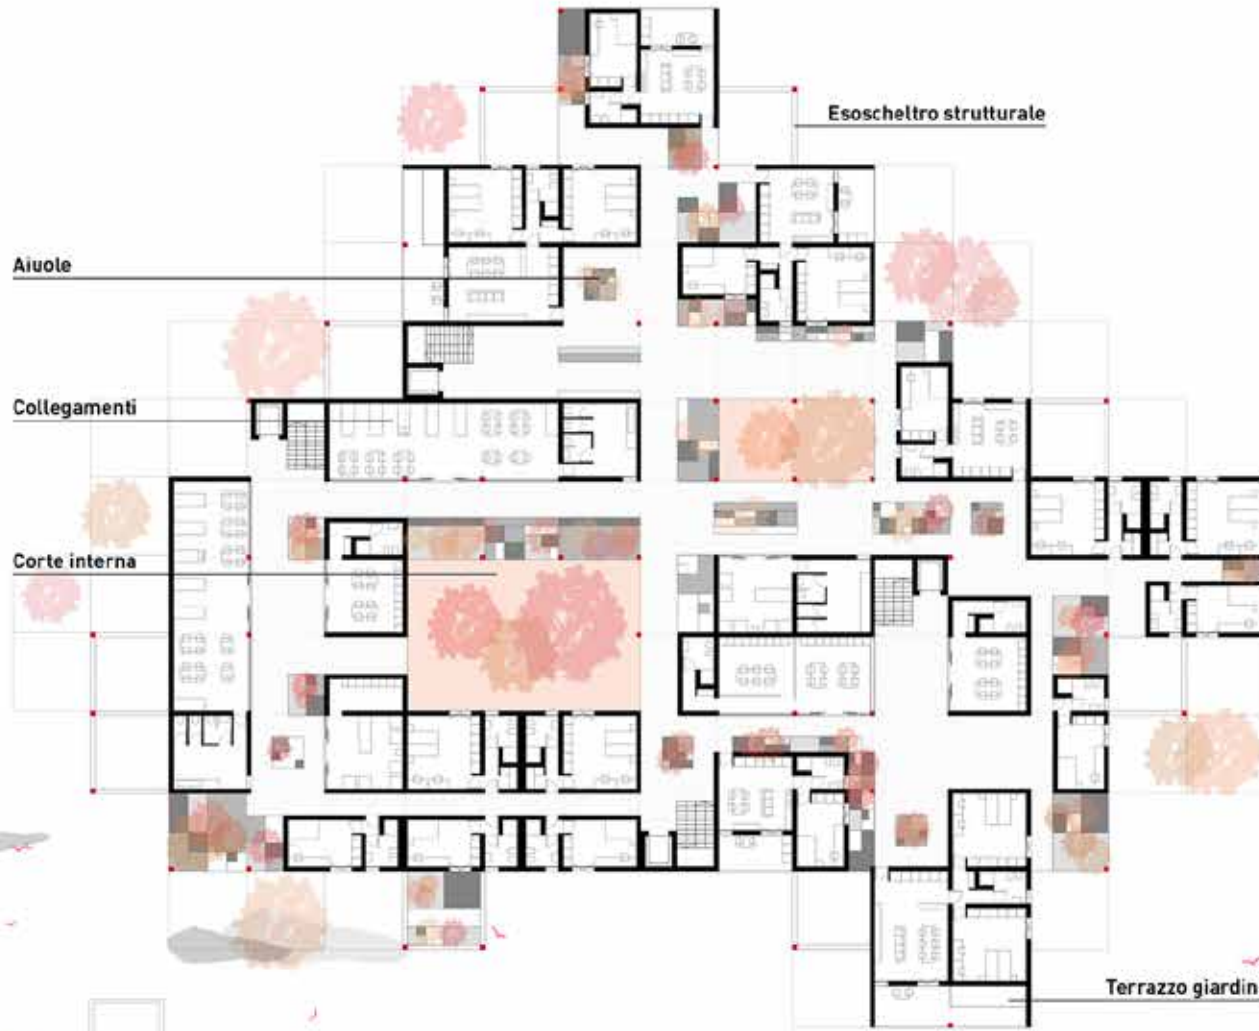 Esoscheltro strutturale
Aiuole
Collegamenti
Corte interna
Terrazzo giardin